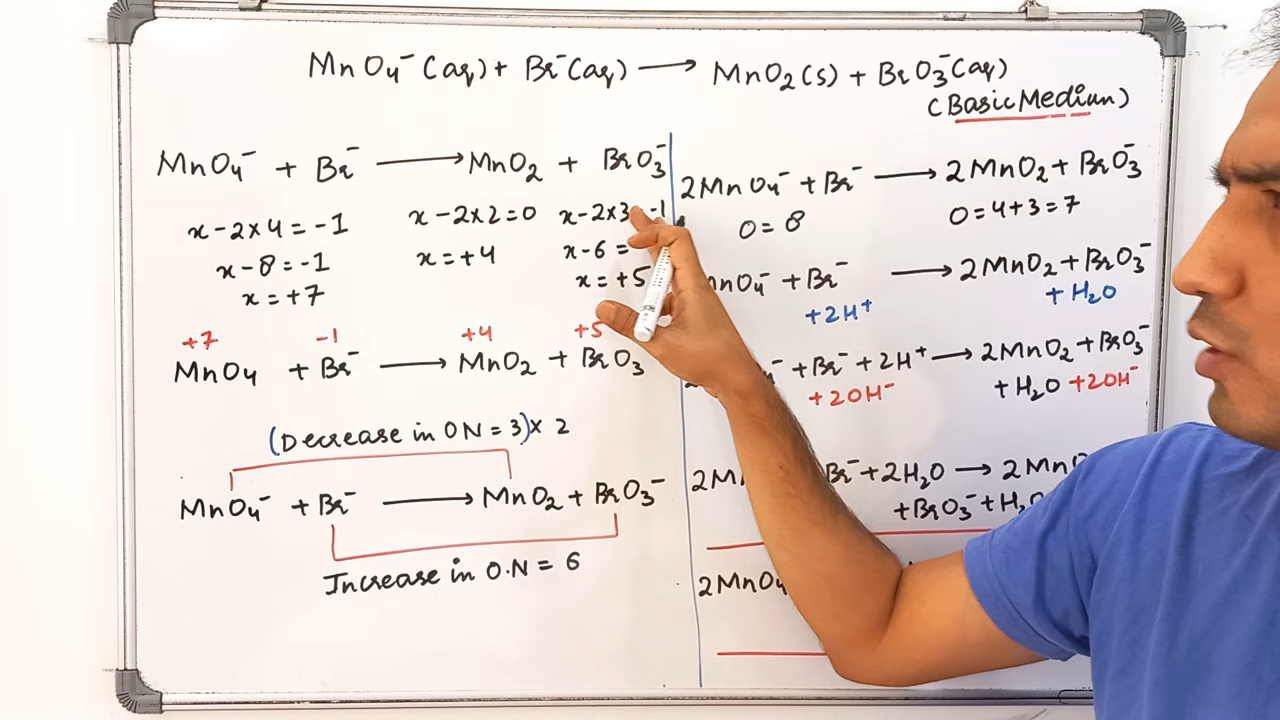 MnO₄⁻(aq) + Br⁻(aq) ⟶ MnO₂(s) + BrO₃⁻(aq)
(Basic Medium)
MnO₄⁻ + Br⁻ ⟶ MnO₂ + BrO₃⁻
x-2×4=-1 x-2×2=0 x-2×3 -1
x-8=-1 x=+4 x-6=
x=+7 x=+5
+7 -1 +4 +5
MnO₄ + Br⁻ ⟶ MnO₂ + BrO₃
(Decrease in ON = 3)×2
MnO₄⁻ + Br⁻ ⟶ MnO₂ + BrO₃⁻
Increase in O.N = 6
2MnO₄⁻ + Br⁻ ⟶ 2MnO₂ + BrO₃⁻
O=8 O=4+3=7
MnO₄⁻ + Br⁻ ⟶ 2MnO₂ + BrO₃⁻
+2H⁺ +H₂O
+ Br⁻ + 2H⁺ ⟶ 2MnO₂ + BrO₃⁻
+2OH⁻ +H₂O +2OH⁻
Br⁻ + 2H₂O ⟶
+BrO₃⁻ +
2MnO₄